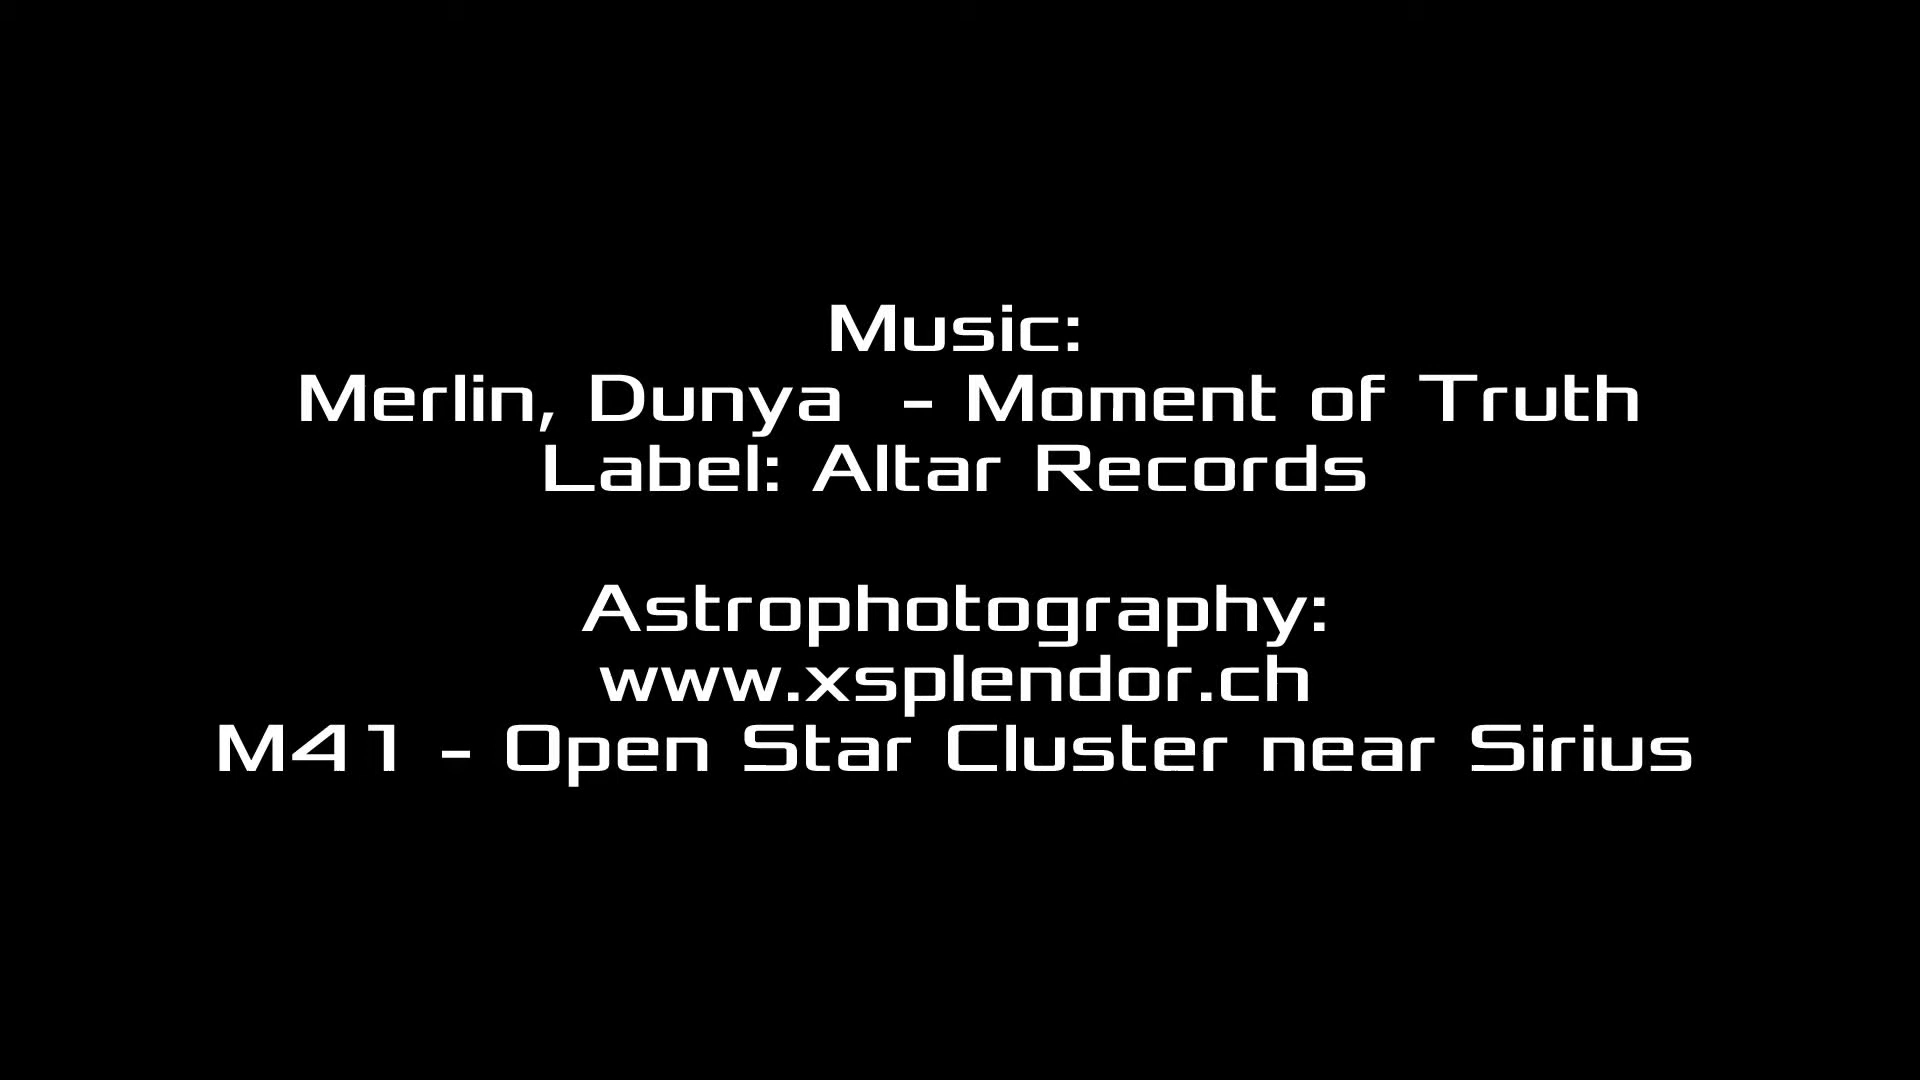 Music:
Merlin, Dunya  - Moment of Truth
Label: Altar Records
Astrophotography:
www.xsplendor.ch
M41 - Open Star Cluster near Sirius